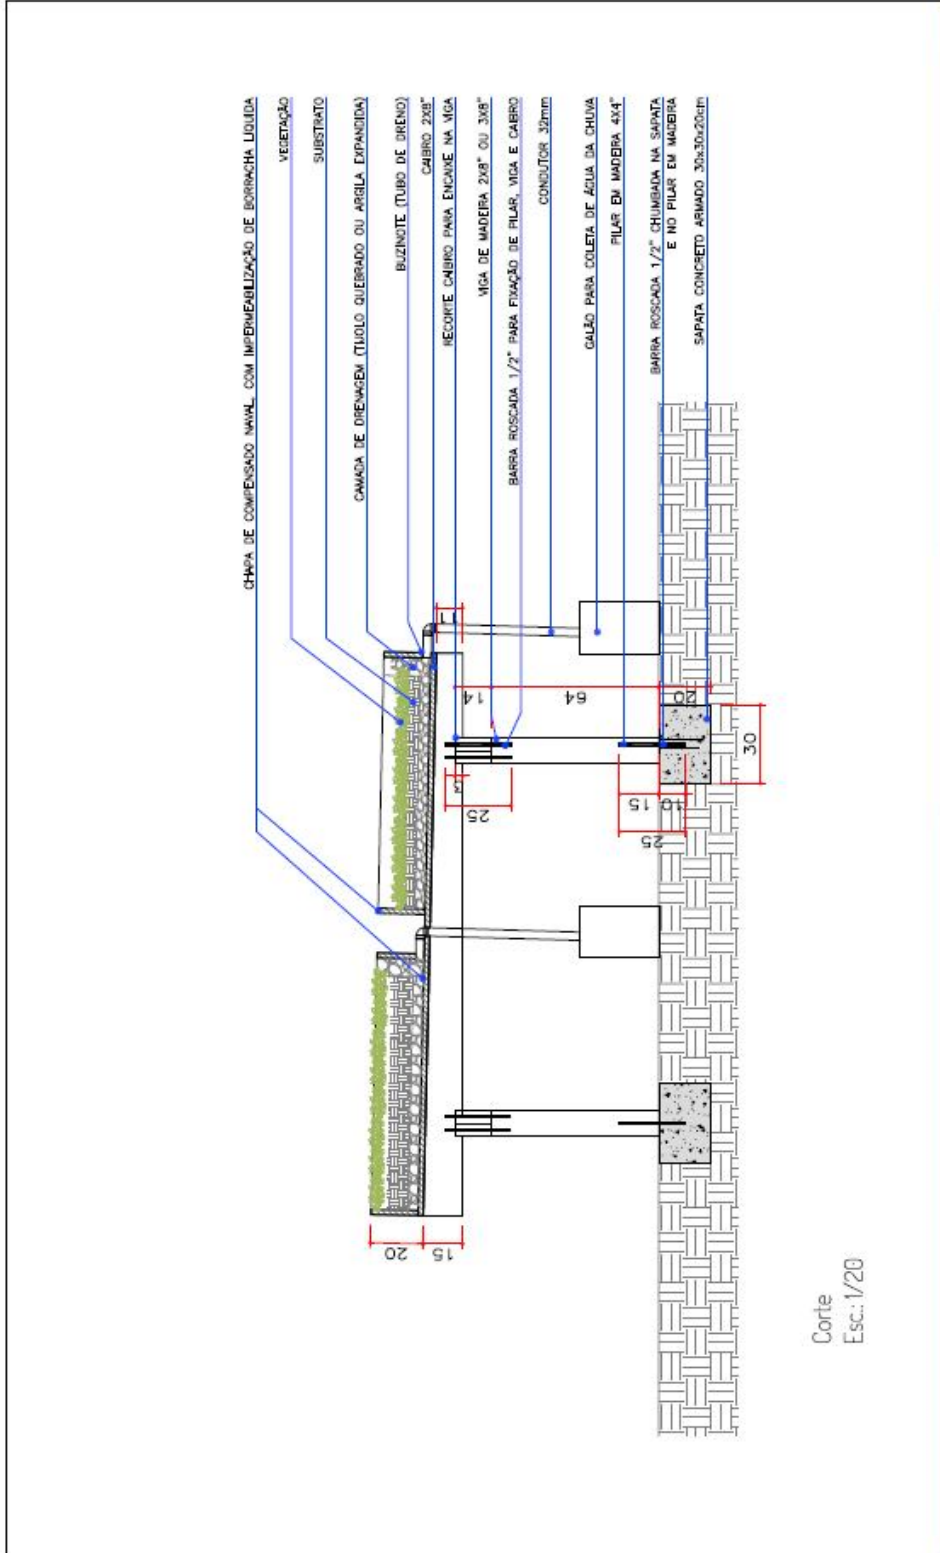 CHAPA DE COMPENSADO NAVAL, COM IMPERMEABILIZAÇÃO DE BORRACHA LIQUIDA
VEGETAÇÃO
SUBSTRATO
CAMADA DE DRENAGEM (TIJOLO QUEBRADO OU ARGILA EXPANDIDA)
BUZINOTE (TUBO DE DRENO)
CAIBRO 2X8"
RECORTE CAIBRO PARA ENCAIXE NA VIGA
VIGA DE MADEIRA 2X8" OU 3X8"
BARRA ROSCADA 1/2" PARA FIXAÇÃO DE PILAR, VIGA E CAIBRO
CONDUTOR 32mm
GALÃO PARA COLETA DE ÁGUA DA CHUVA
PILAR EM MADEIRA 4X4"
BARRA ROSCADA 1/2" CHUMBADA NA SAPATA
E NO PILAR EM MADEIRA
SAPATA CONCRETO ARMADO 30x30x20cm
20
15
11
25
14
64
15
10
25
20
30
Corte
Esc.:1/20